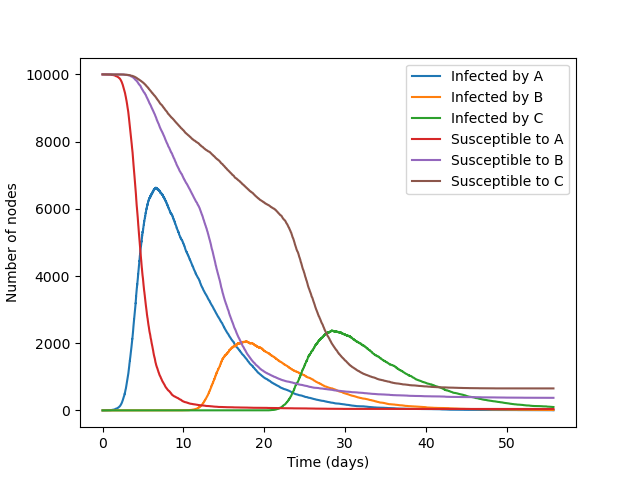 10000
8000
6000
4000
2000
0
Number of nodes
0 10 20 30 40 50
Time (days)
Infected by A
Infected by B
Infected by C
Susceptible to A
Susceptible to B
Susceptible to C